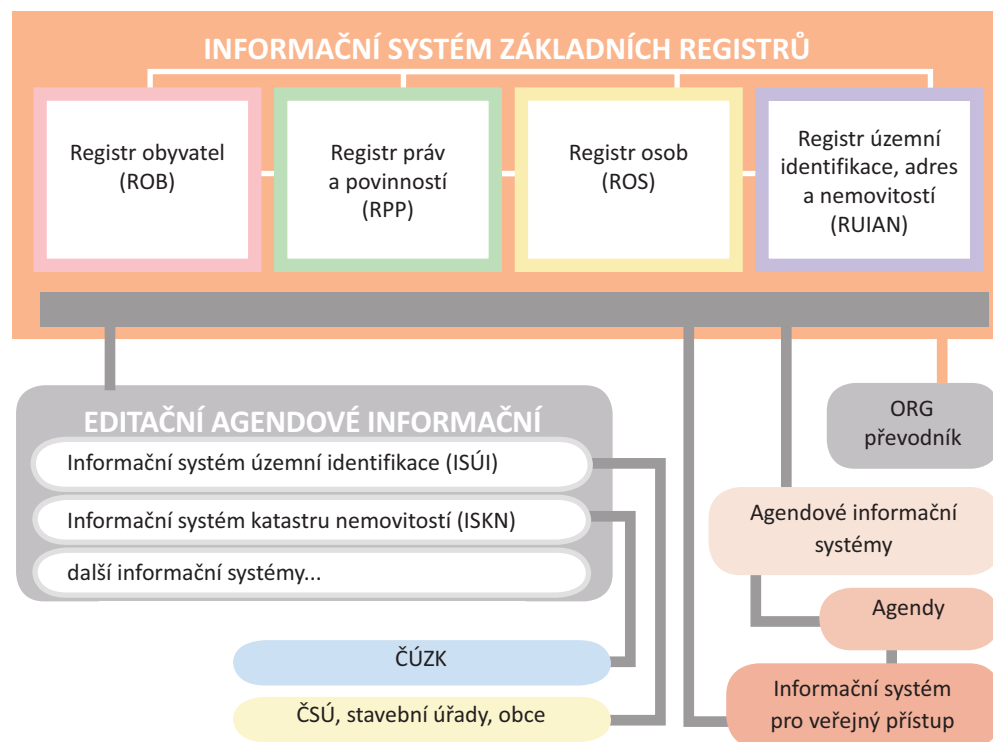 INFORMAČNÍ SYSTÉM ZÁKLADNÍCH REGISTRŮ
Registr obyvatel
(ROB)
Registr práv
a povinností
(RPP)
Registr osob
(ROS)
Registr územní
identifikace, adres
a nemovitostí
(RUIAN)
EDITAČNÍ AGENDOVÉ INFORMAČNÍ
Informační systém územní identifikace (ISÚI)
Informační systém katastru nemovitostí (ISKN)
další informační systémy...
ORG
převodník
Agendové informační
systémy
Agendy
Informační systém
pro veřejný přístup
ČÚZK
ČSÚ, stavební úřady, obce